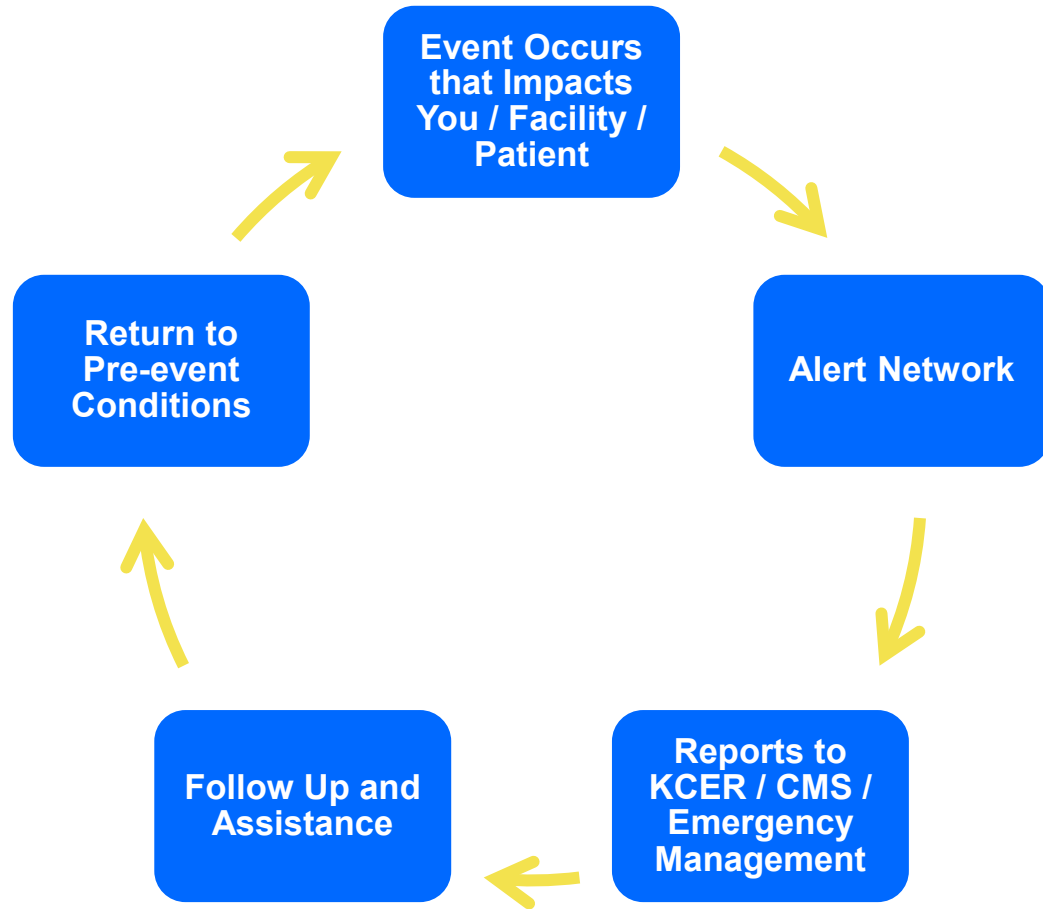 Event Occurs
that Impacts
You / Facility /
Patient
Alert Network
Reports to
KCER / CMS /
Emergency
Management
Follow Up and
Assistance
Return to
Pre-event
Conditions